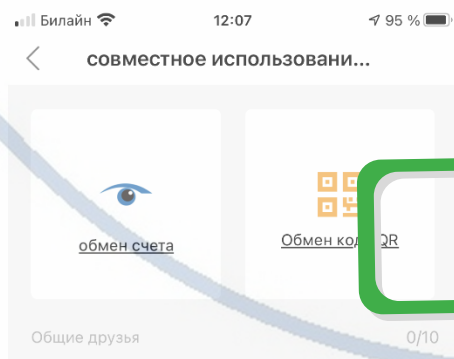 Билайн 12:07 95 %
совместное использовани...
обмен счета
Обмен код QR
Общие друзья 0/10